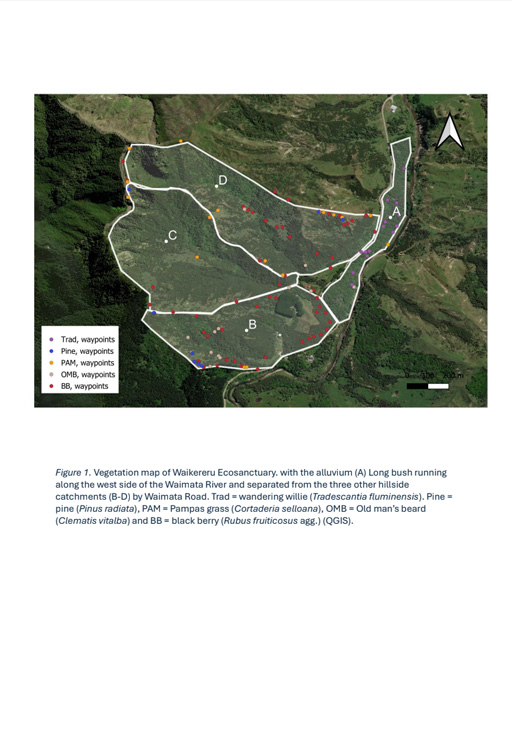 D
A
C
B
Trad, waypoints
Pine, waypoints
PAM, waypoints
OMB, waypoints
BB, waypoints
Figure 1. Vegetation map of Waikereru Ecosanctuary. with the alluvium (A) Long bush running
along the west side of the Waimata River and separated from the three other hillside
catchments (B-D) by Waimata Road. Trad = wandering willie (Tradescantia fluminensis). Pine =
pine (Pinus radiata), PAM = Pampas grass (Cortaderia selloana), OMB = Old man's beard
(Clematis vitalba) and BB = black berry (Rubus fruiticosus agg.) (QGIS).